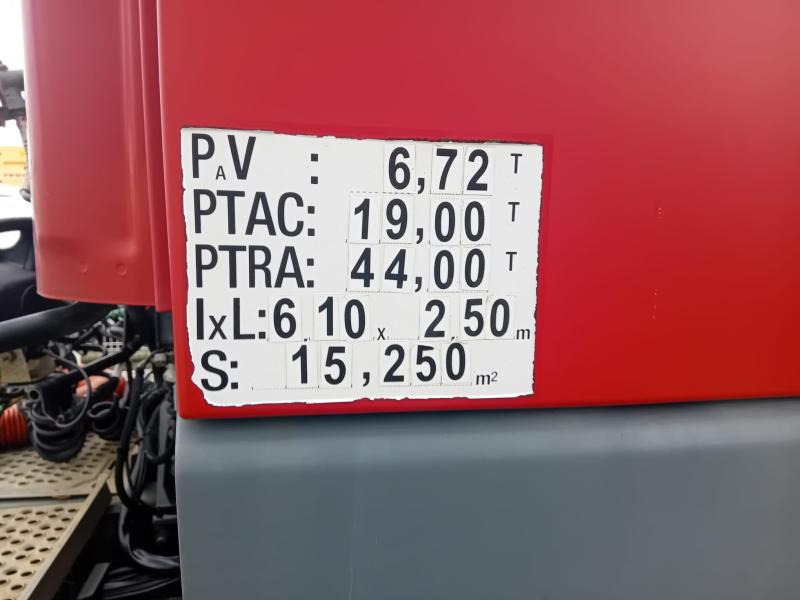 PAV : 6,72 T
PTAC: 19,00 T
PTRA: 44,00 T
IxL: 6 10 x 2,50 m
S: 15,250 m²